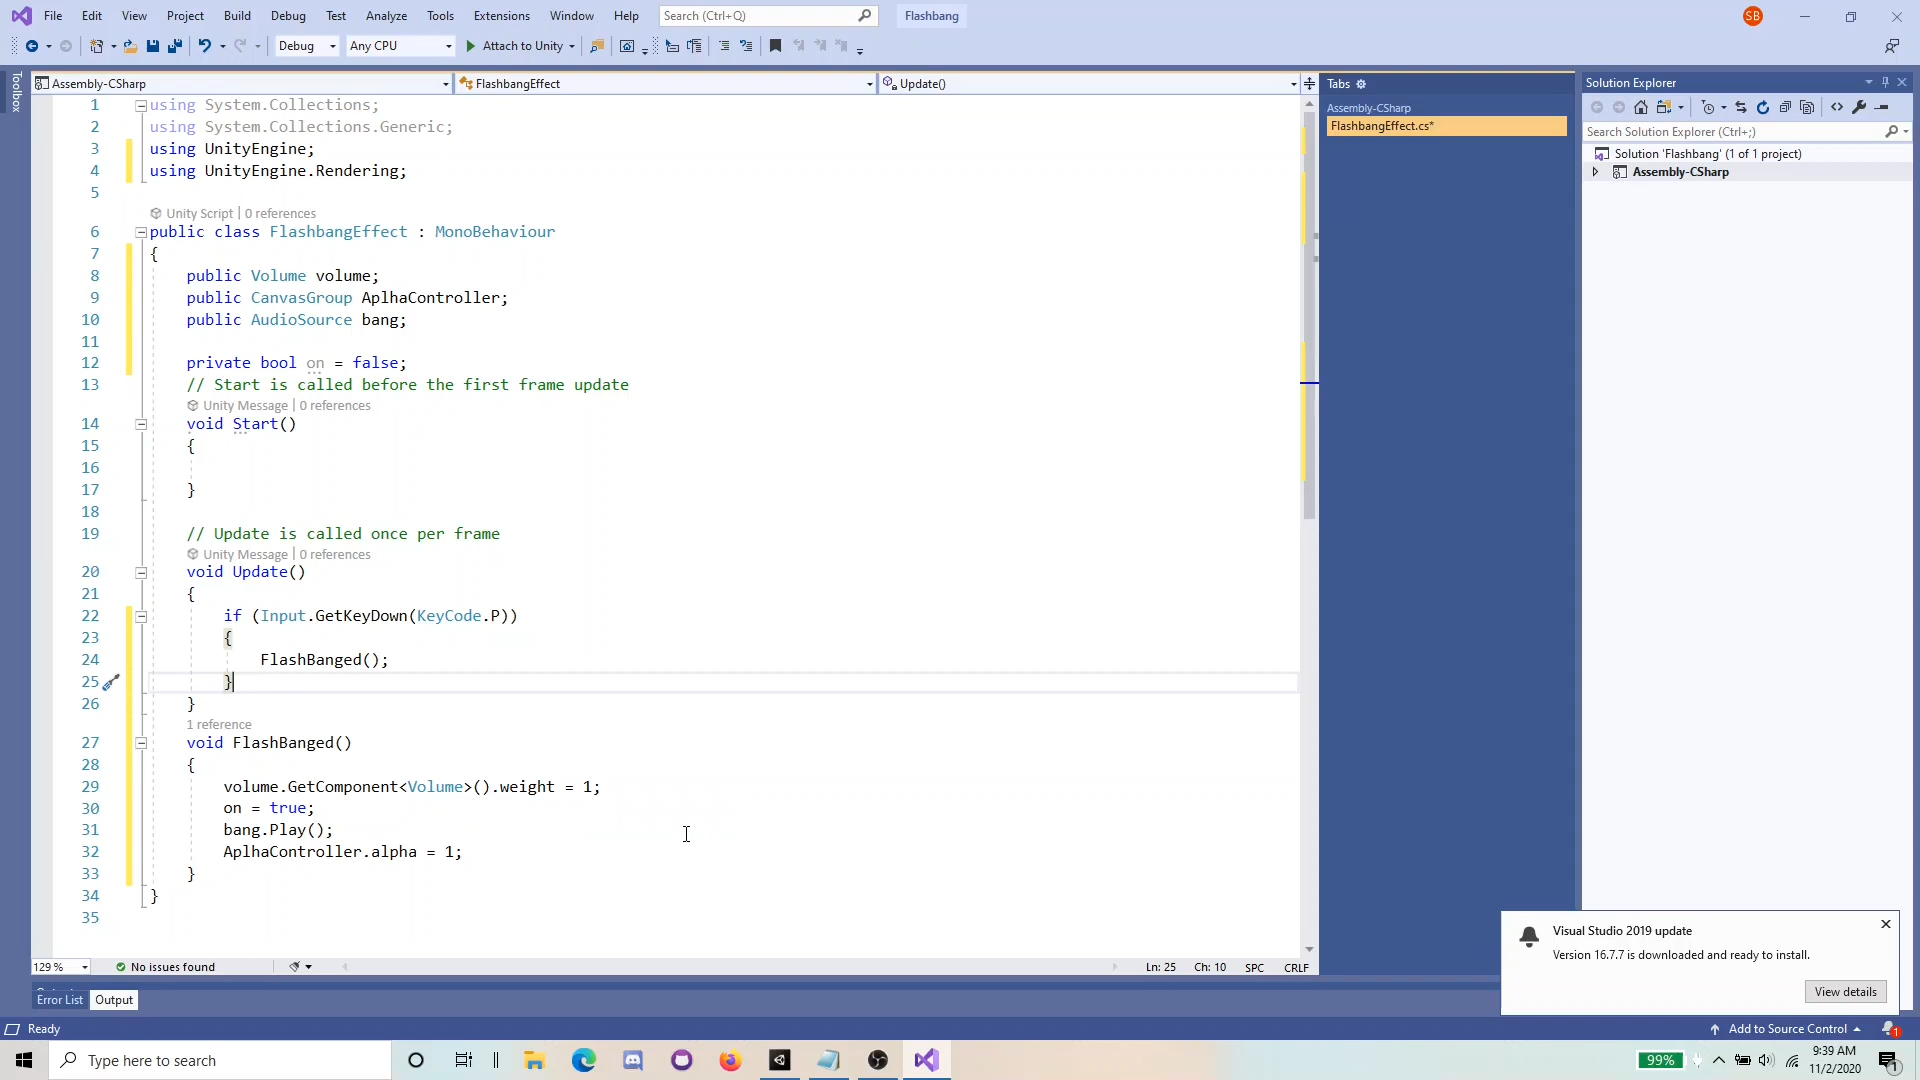 File Edit View Project Build Debug Test Analyze Tools Extensions Window Help Search (Ctrl+Q) Flashbang SB
Debug Any CPU Attach to Unity
Toolbox
Assembly-CSharp FlashbangEffect Update()
1 using System.Collections;
2 using System.Collections.Generic;
3 using UnityEngine;
4 using UnityEngine.Rendering;
5
Unity Script | 0 references
6 public class FlashbangEffect : MonoBehaviour
7 {
8 public Volume volume;
9 public CanvasGroup AplhaController;
10 public AudioSource bang;
11
12 private bool on = false;
13 // Start is called before the first frame update
Unity Message | 0 references
14 void Start()
15 {
16
17 }
18
19 // Update is called once per frame
Unity Message | 0 references
20 void Update()
21 {
22 if (Input.GetKeyDown(KeyCode.P))
23 {
24 FlashBanged();
25 }
26 }
1 reference
27 void FlashBanged()
28 {
29 volume.GetComponent<Volume>().weight = 1;
30 on = true;
31 bang.Play();
32 AplhaController.alpha = 1;
33 }
34 }
35
129 % No issues found Ln: 25 Ch: 10 SPC CRLF
Tabs
Assembly-CSharp
FlashbangEffect.cs*
Solution Explorer
Search Solution Explorer (Ctrl+;)
Solution 'Flashbang' (1 of 1 project)
Assembly-CSharp
Visual Studio 2019 update
Version 16.7.7 is downloaded and ready to install.
View details
Error List Output
Ready Add to Source Control 1
Type here to search 99% 9:39 AM
11/2/2020 1